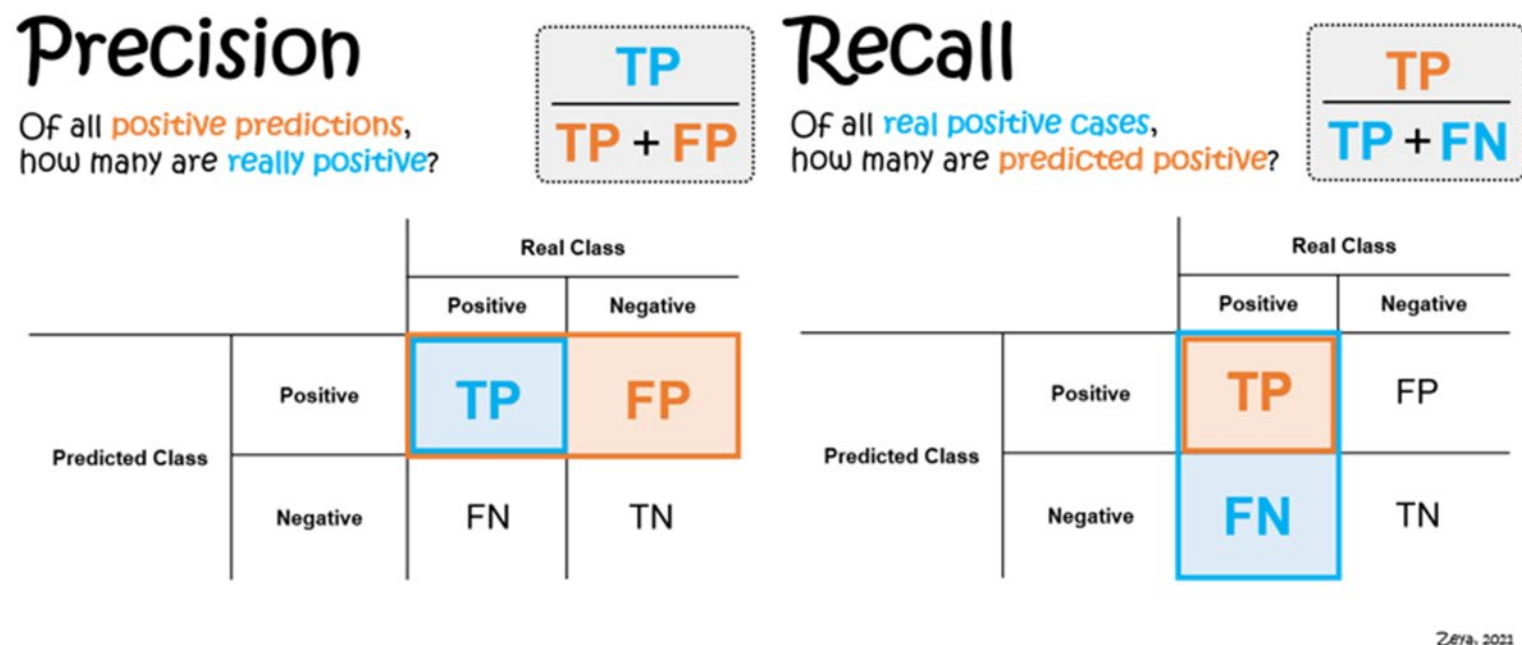 Precision
TP
TP + FP
Of all positive predictions,
how many are really positive?
Real Class
Positive Negative
Positive TP FP
Predicted Class
Negative FN TN
Recall
TP
TP + FN
Of all real positive cases,
how many are predicted positive?
Real Class
Positive Negative
Positive TP FP
Predicted Class
Negative FN TN
Zeya, 2021